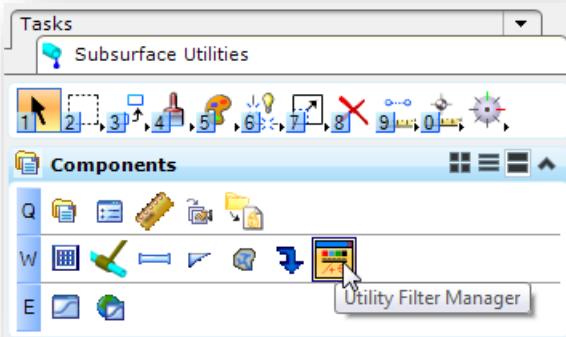 Tasks
Subsurface Utilities
1 2 3 4 5 6 7 8 9 0
Components
Q
W
Utility Filter Manager
E